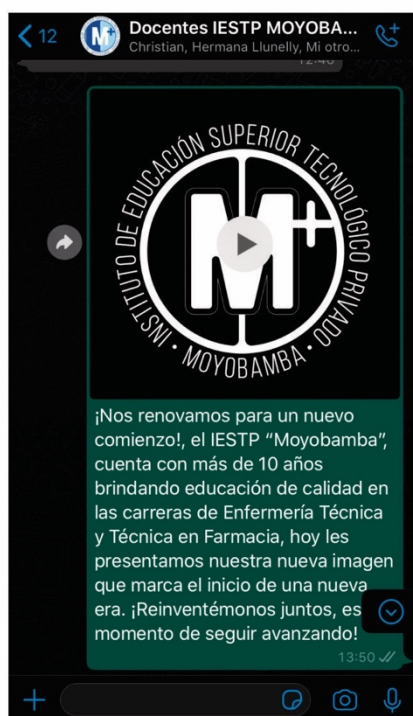 12
Docentes IESTP MOYOBA...
Christian, Hermana Llunelly, Mi otro...
12:40
INSTITUTO DE EDUCACIÓN SUPERIOR TECNOLÓGICO PRIVADO
M+
• MOYOBAMBA •
¡Nos renovamos para un nuevo
comienzo!, el IESTP “Moyobamba”,
cuenta con más de 10 años
brindando educación de calidad en
las carreras de Enfermería Técnica
y Técnica en Farmacia, hoy les
presentamos nuestra nueva imagen
que marca el inicio de una nueva
era. ¡Reinventémonos juntos, es
momento de seguir avanzando!
13:50